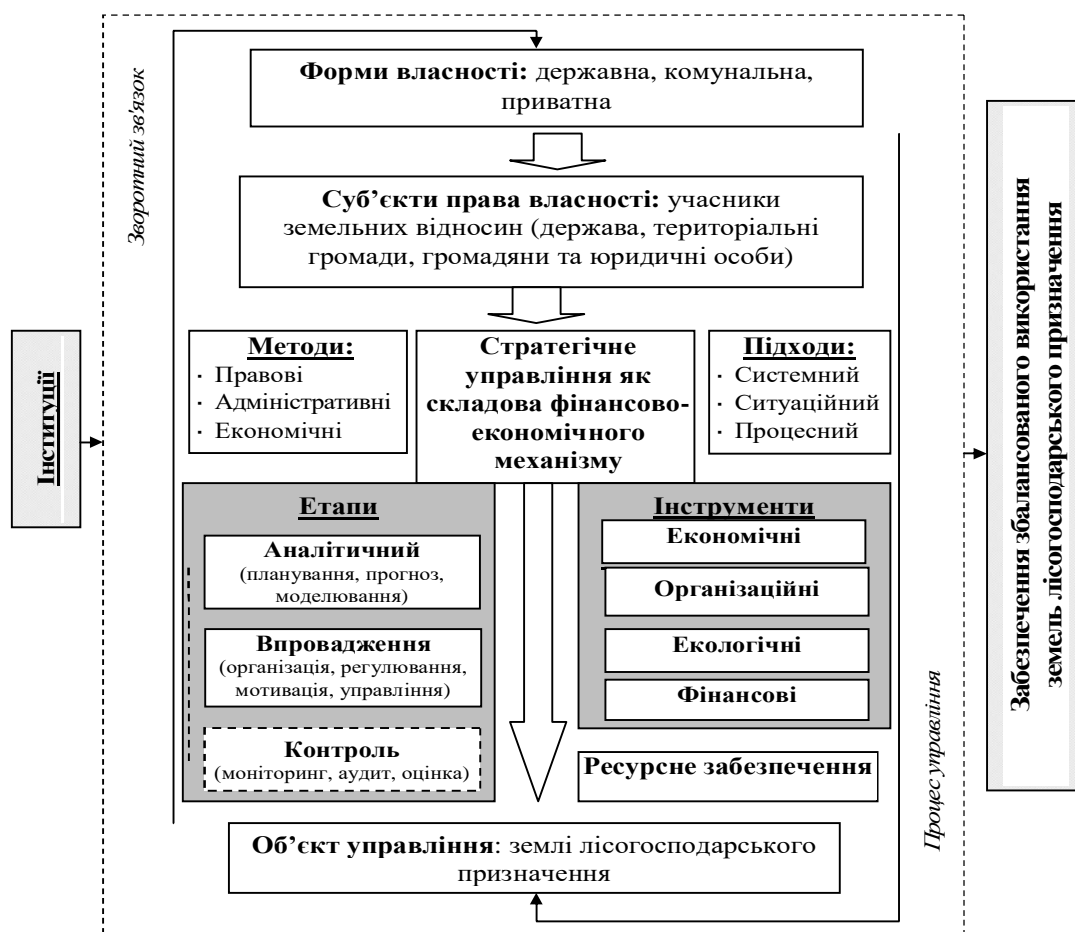 Зворотний зв'язок
Форми власності: державна, комунальна,
приватна
Суб’єкти права власності: учасники
земельних відносин (держава, територіальні
громади, громадяни та юридичні особи)
Інституції
Методи:
· Правові
· Адміністративні
· Економічні
Стратегічне
управління як
складова фінансово-
економічного
механізму
Підходи:
· Системний
· Ситуаційний
· Процесний
Етапи
Аналітичний
(планування, прогноз,
моделювання)
Впровадження
(організація, регулювання,
мотивація, управління)
Контроль
(моніторинг, аудит, оцінка)
Інструменти
Економічні
Організаційні
Екологічні
Фінансові
Ресурсне забезпечення
Об’єкт управління: землі лісогосподарського
призначення
Процес управління
Забезпечення збалансованого використання
земель лісогосподарського призначення